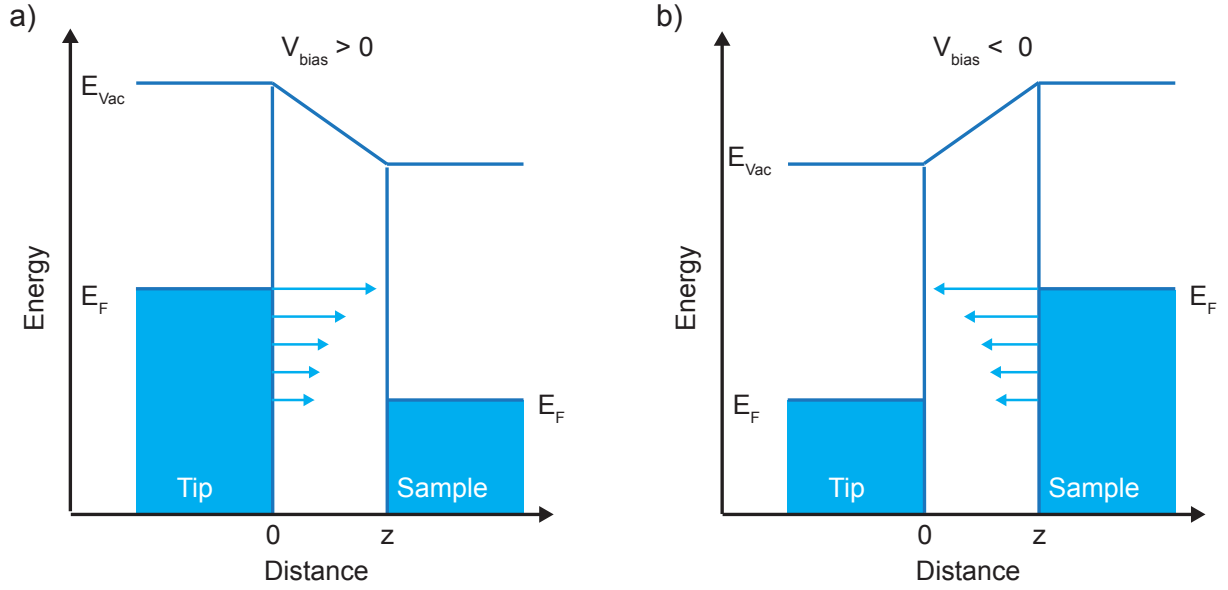 a)
V_bias > 0
E_Vac
E_F
E_F
Energy
Tip
Sample
0
z
Distance
b)
V_bias < 0
E_Vac
E_F
E_F
Energy
Tip
Sample
0
z
Distance